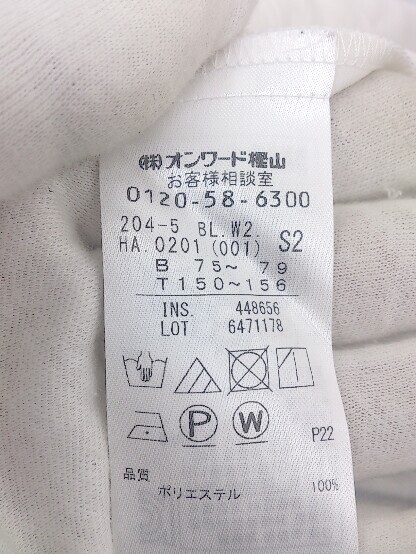 (株)オンワード樫山
お客様相談室
0120-58-6300
204-5 BL.W2.
HA.0201(001) S2
B 75~ 79
T 150~156
INS. 448656
LOT 6471178
P W P22
品質
ポリエステル 100%